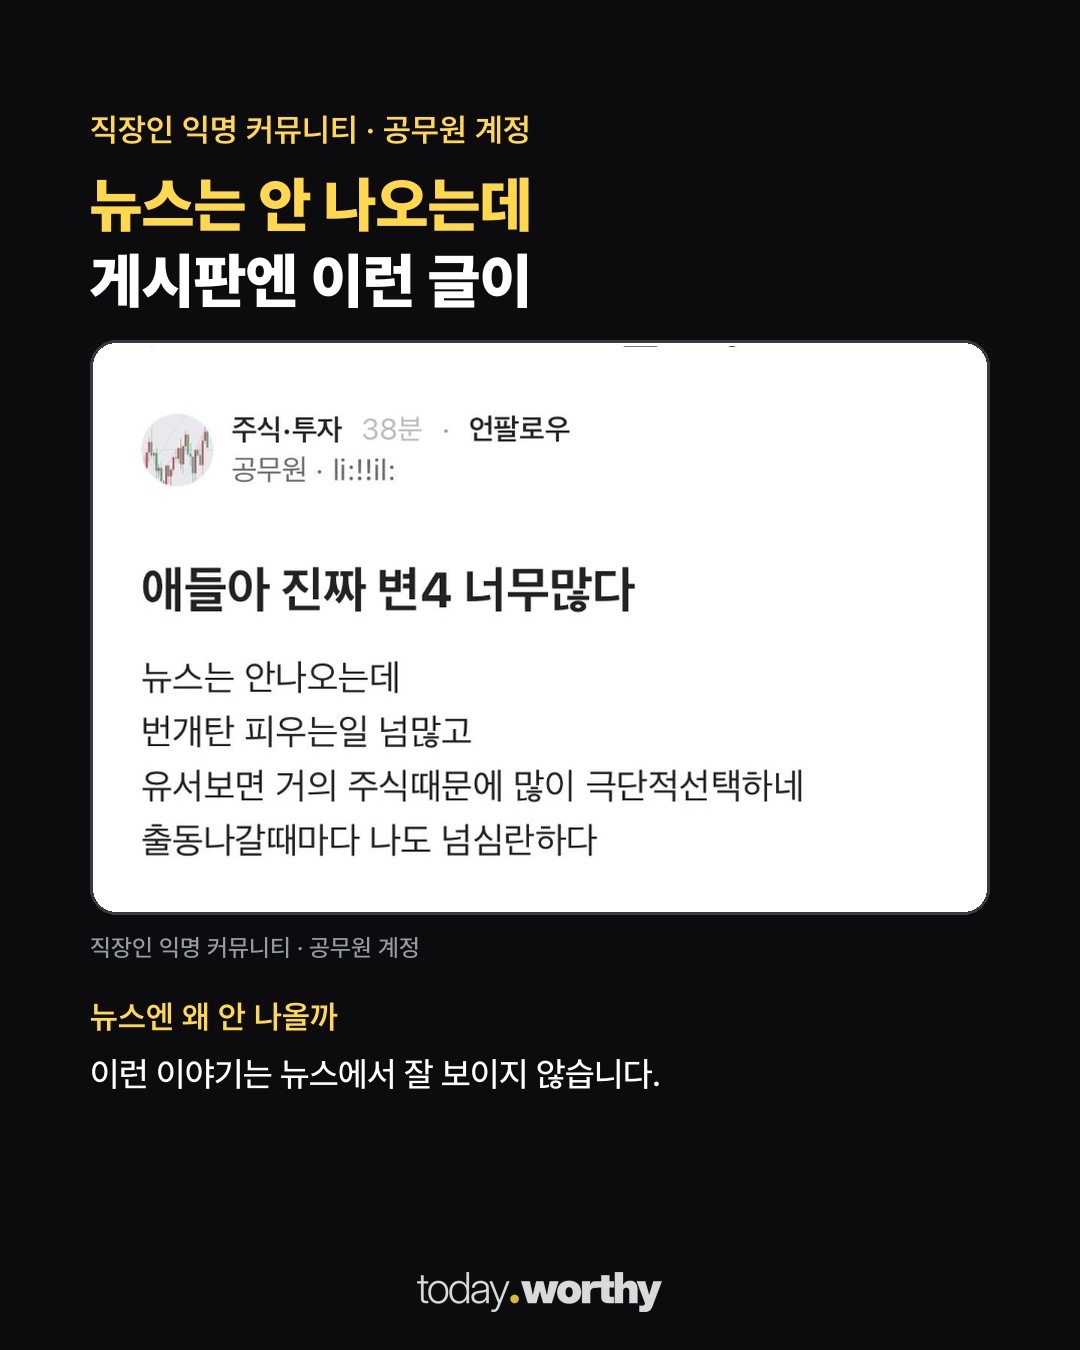 직장인 익명 커뮤니티 · 공무원 계정
뉴스는 안 나오는데
게시판엔 이런 글이
주식·투자 38분 · 언팔로우
공무원 · li:!!il:
애들아 진짜 변4 너무많다
뉴스는 안나오는데
번개탄 피우는일 넘많고
유서보면 거의 주식때문에 많이 극단적선택하네
출동나갈때마다 나도 넘심란하다
직장인 익명 커뮤니티 · 공무원 계정
뉴스엔 왜 안 나올까
이런 이야기는 뉴스에서 잘 보이지 않습니다.
today.worthy